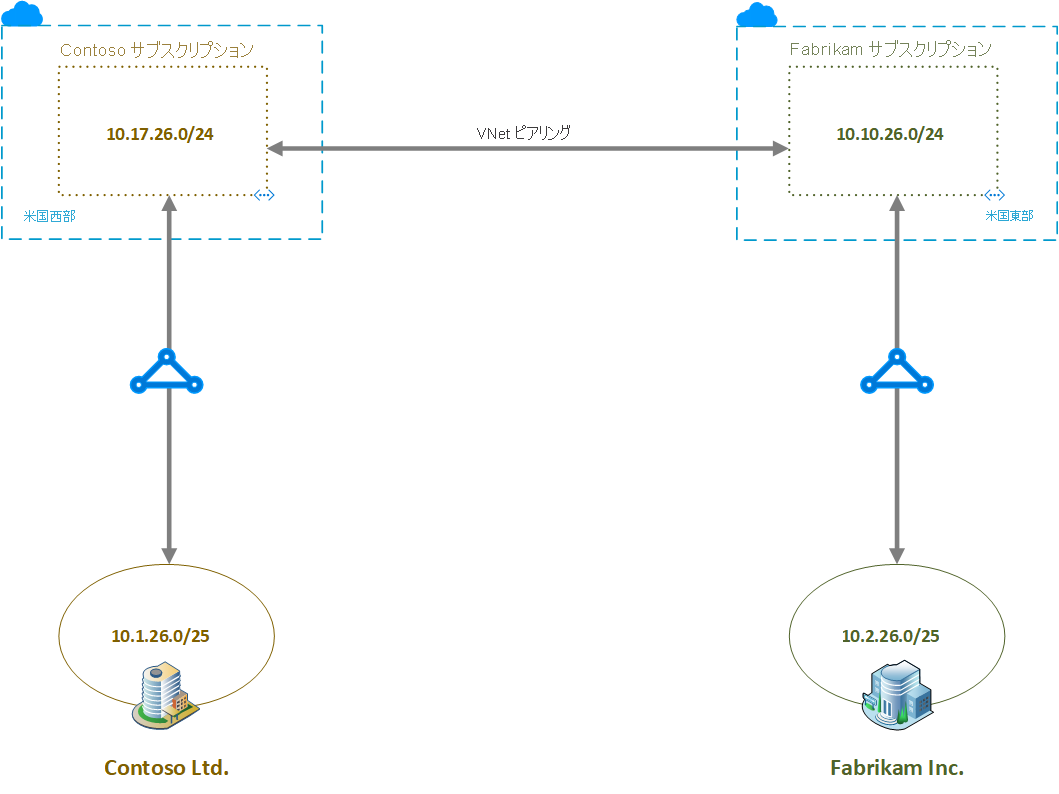 Contoso サブスクリプション
10.17.26.0/24
米国西部
VNet ピアリング
Fabrikam サブスクリプション
10.10.26.0/24
米国東部
10.1.26.0/25
Contoso Ltd.
10.2.26.0/25
Fabrikam Inc.